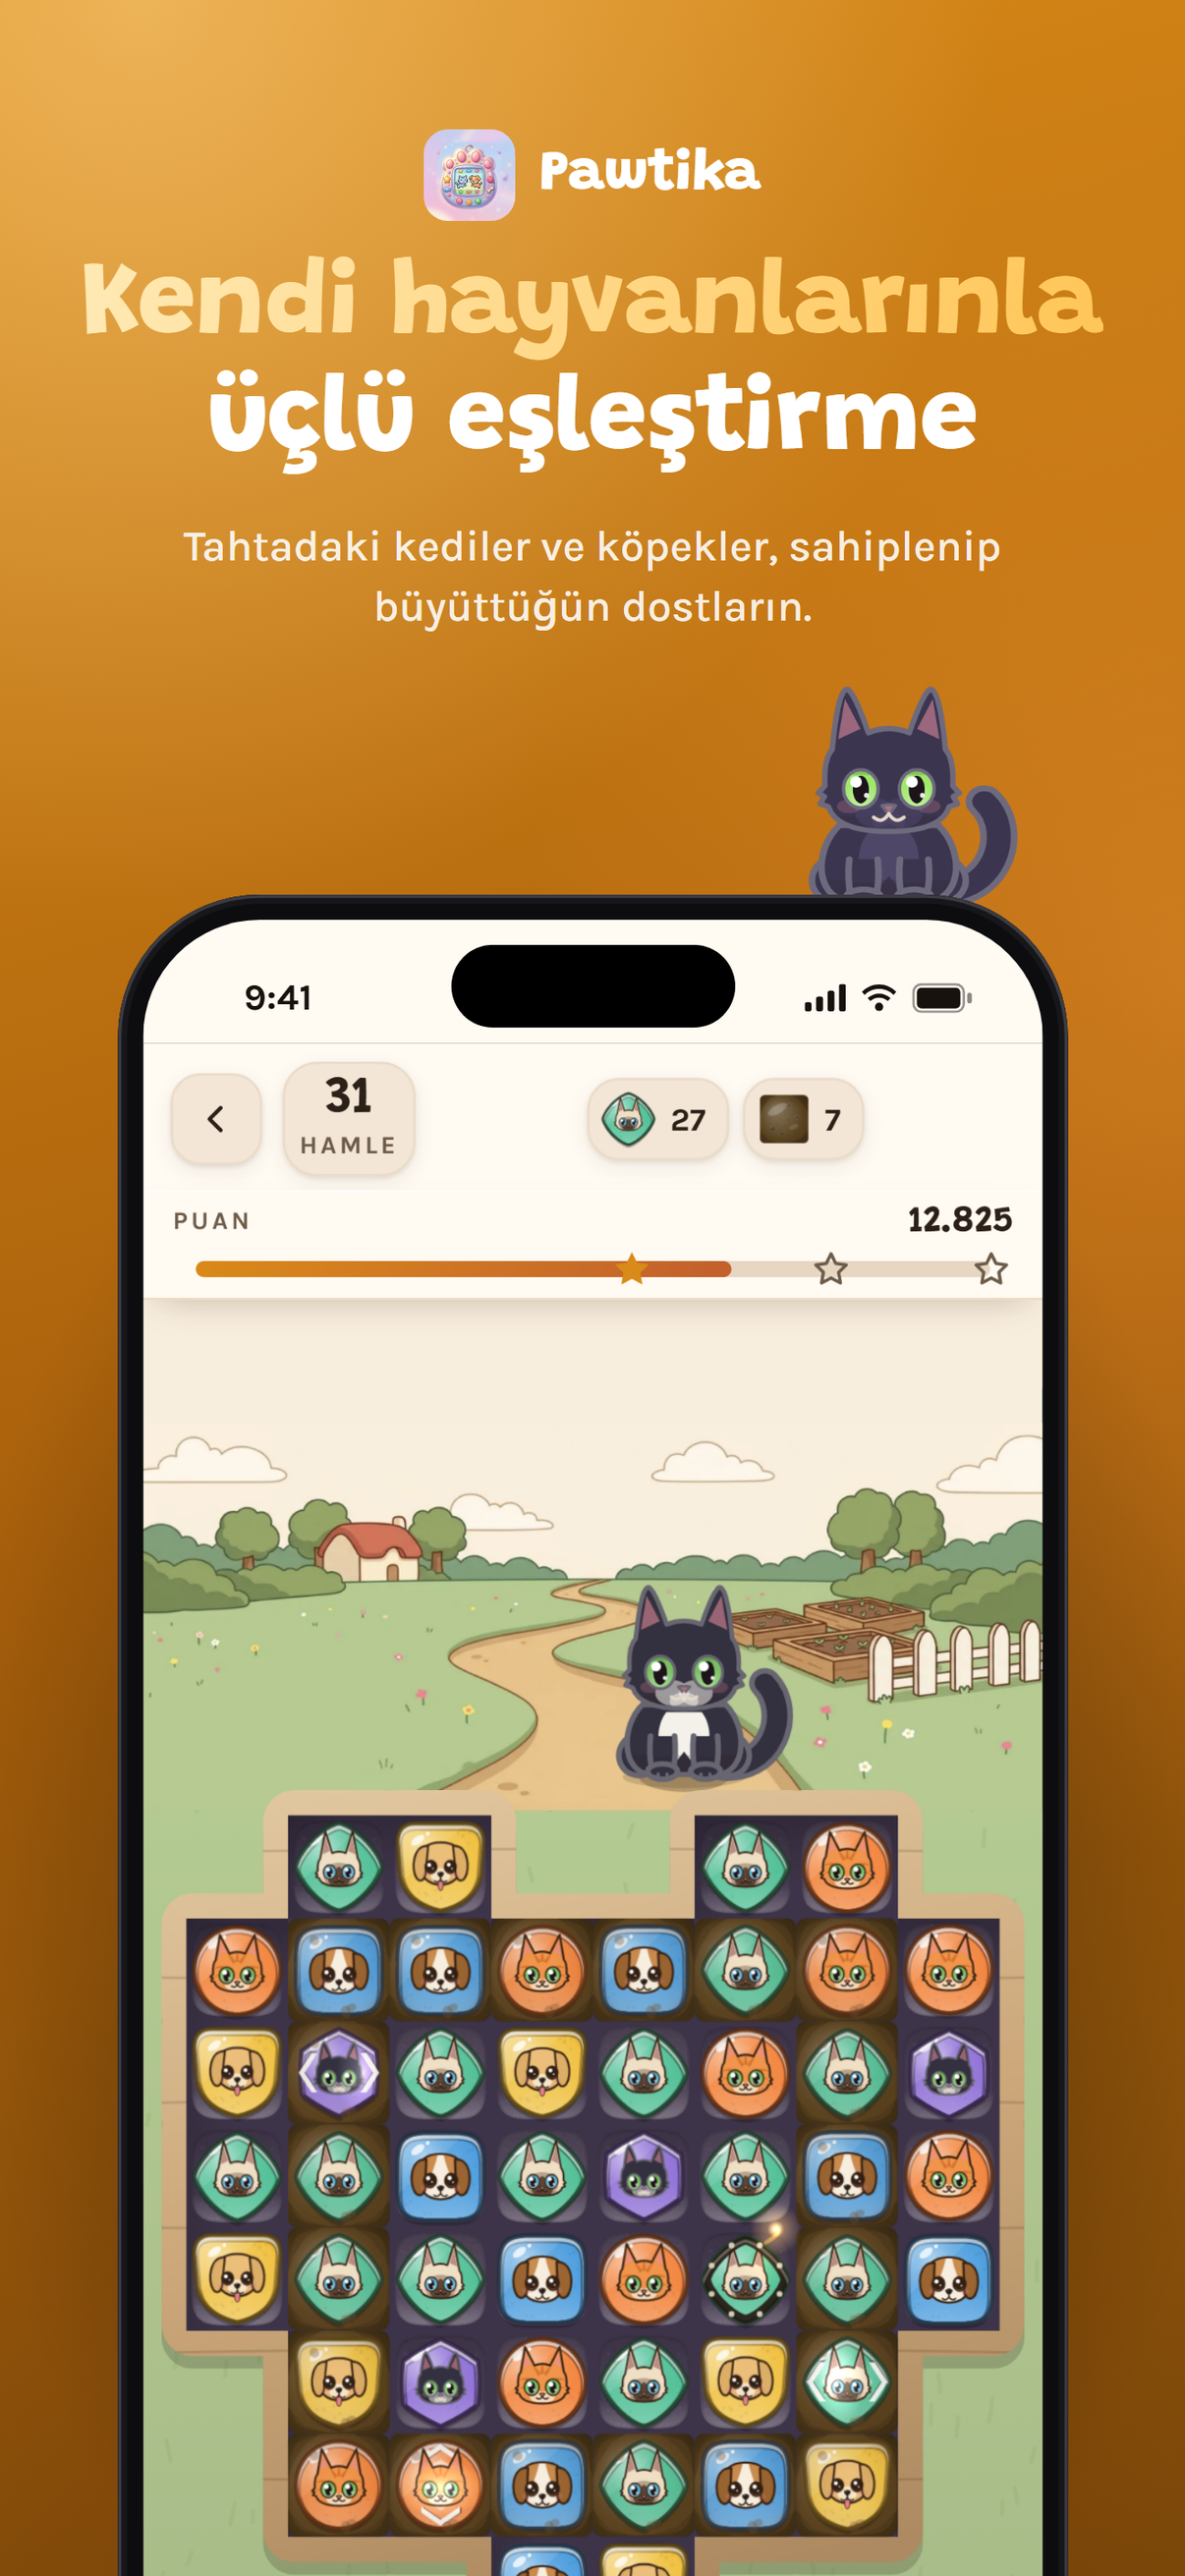 Pawtika
Kendi hayvanlarınla
üçlü eşleştirme
Tahtadaki kediler ve köpekler, sahiplenip
büyüttüğün dostların.
9:41
31
HAMLE
27
7
PUAN
12.825